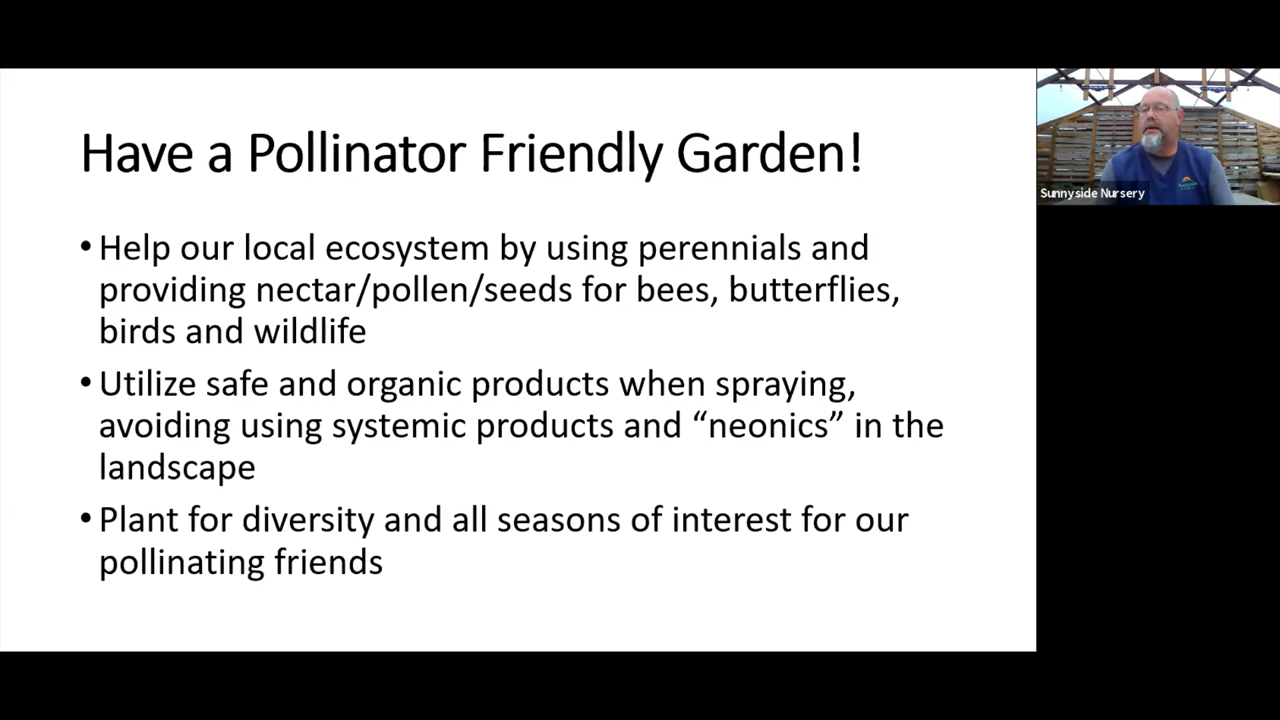 Have a Pollinator Friendly Garden!
• Help our local ecosystem by using perennials and
providing nectar/pollen/seeds for bees, butterflies,
birds and wildlife
• Utilize safe and organic products when spraying,
avoiding using systemic products and “neonics” in the
landscape
• Plant for diversity and all seasons of interest for our
pollinating friends
Sunnyside Nursery